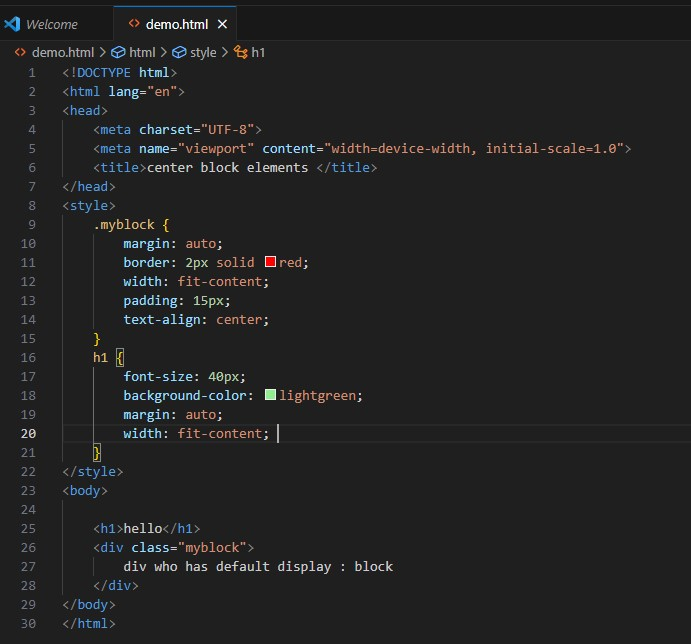 Welcome
demo.html
demo.html > html > style > h1
1 <!DOCTYPE html>
2 <html lang="en">
3 <head>
4     <meta charset="UTF-8">
5     <meta name="viewport" content="width=device-width, initial-scale=1.0">
6     <title>center block elements </title>
7 </head>
8 <style>
9     .myblock {
10         margin: auto;
11         border: 2px solid red;
12         width: fit-content;
13         padding: 15px;
14         text-align: center;
15     }
16     h1 {
17         font-size: 40px;
18         background-color: lightgreen;
19         margin: auto;
20         width: fit-content;
21     }
22 </style>
23 <body>
24
25     <h1>hello</h1>
26     <div class="myblock">
27         div who has default display : block
28     </div>
29 </body>
30 </html>